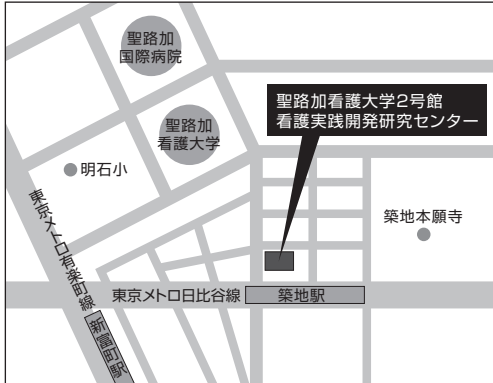 聖路加
国際病院
聖路加看護大学2号館
看護実践開発研究センター
聖路加
看護大学
明石小
築地本願寺
東京メトロ有楽町線
新富町駅
東京メトロ日比谷線
築地駅